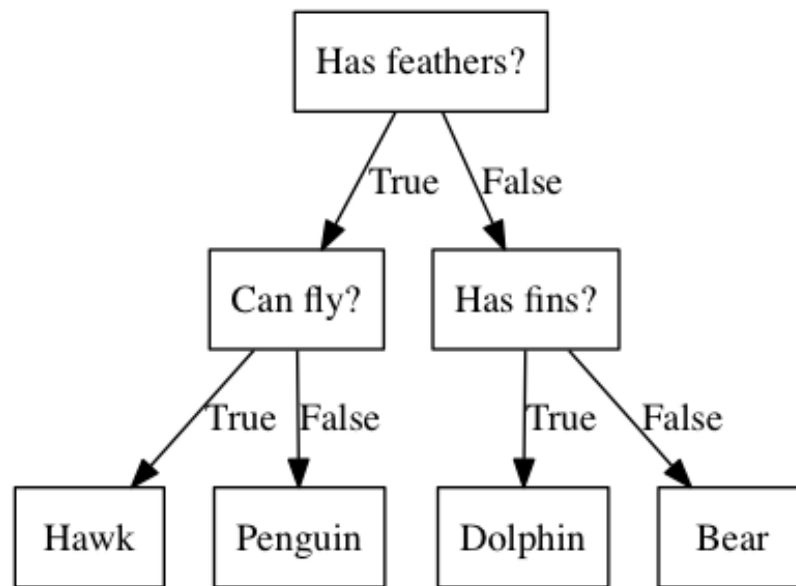 Has feathers?
True
False
Can fly?
Has fins?
True
False
True
False
Hawk
Penguin
Dolphin
Bear